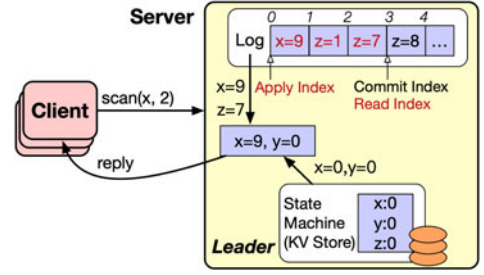 Server
0 1 2 3 4
Log x=9 z=1 z=7 z=8 ...
x=9
z=7
Apply Index
Commit Index
Read Index
Client
scan(x, 2)
x=9, y=0
reply
x=0,y=0
State
Machine
(KV Store)
x:0
y:0
z:0
Leader